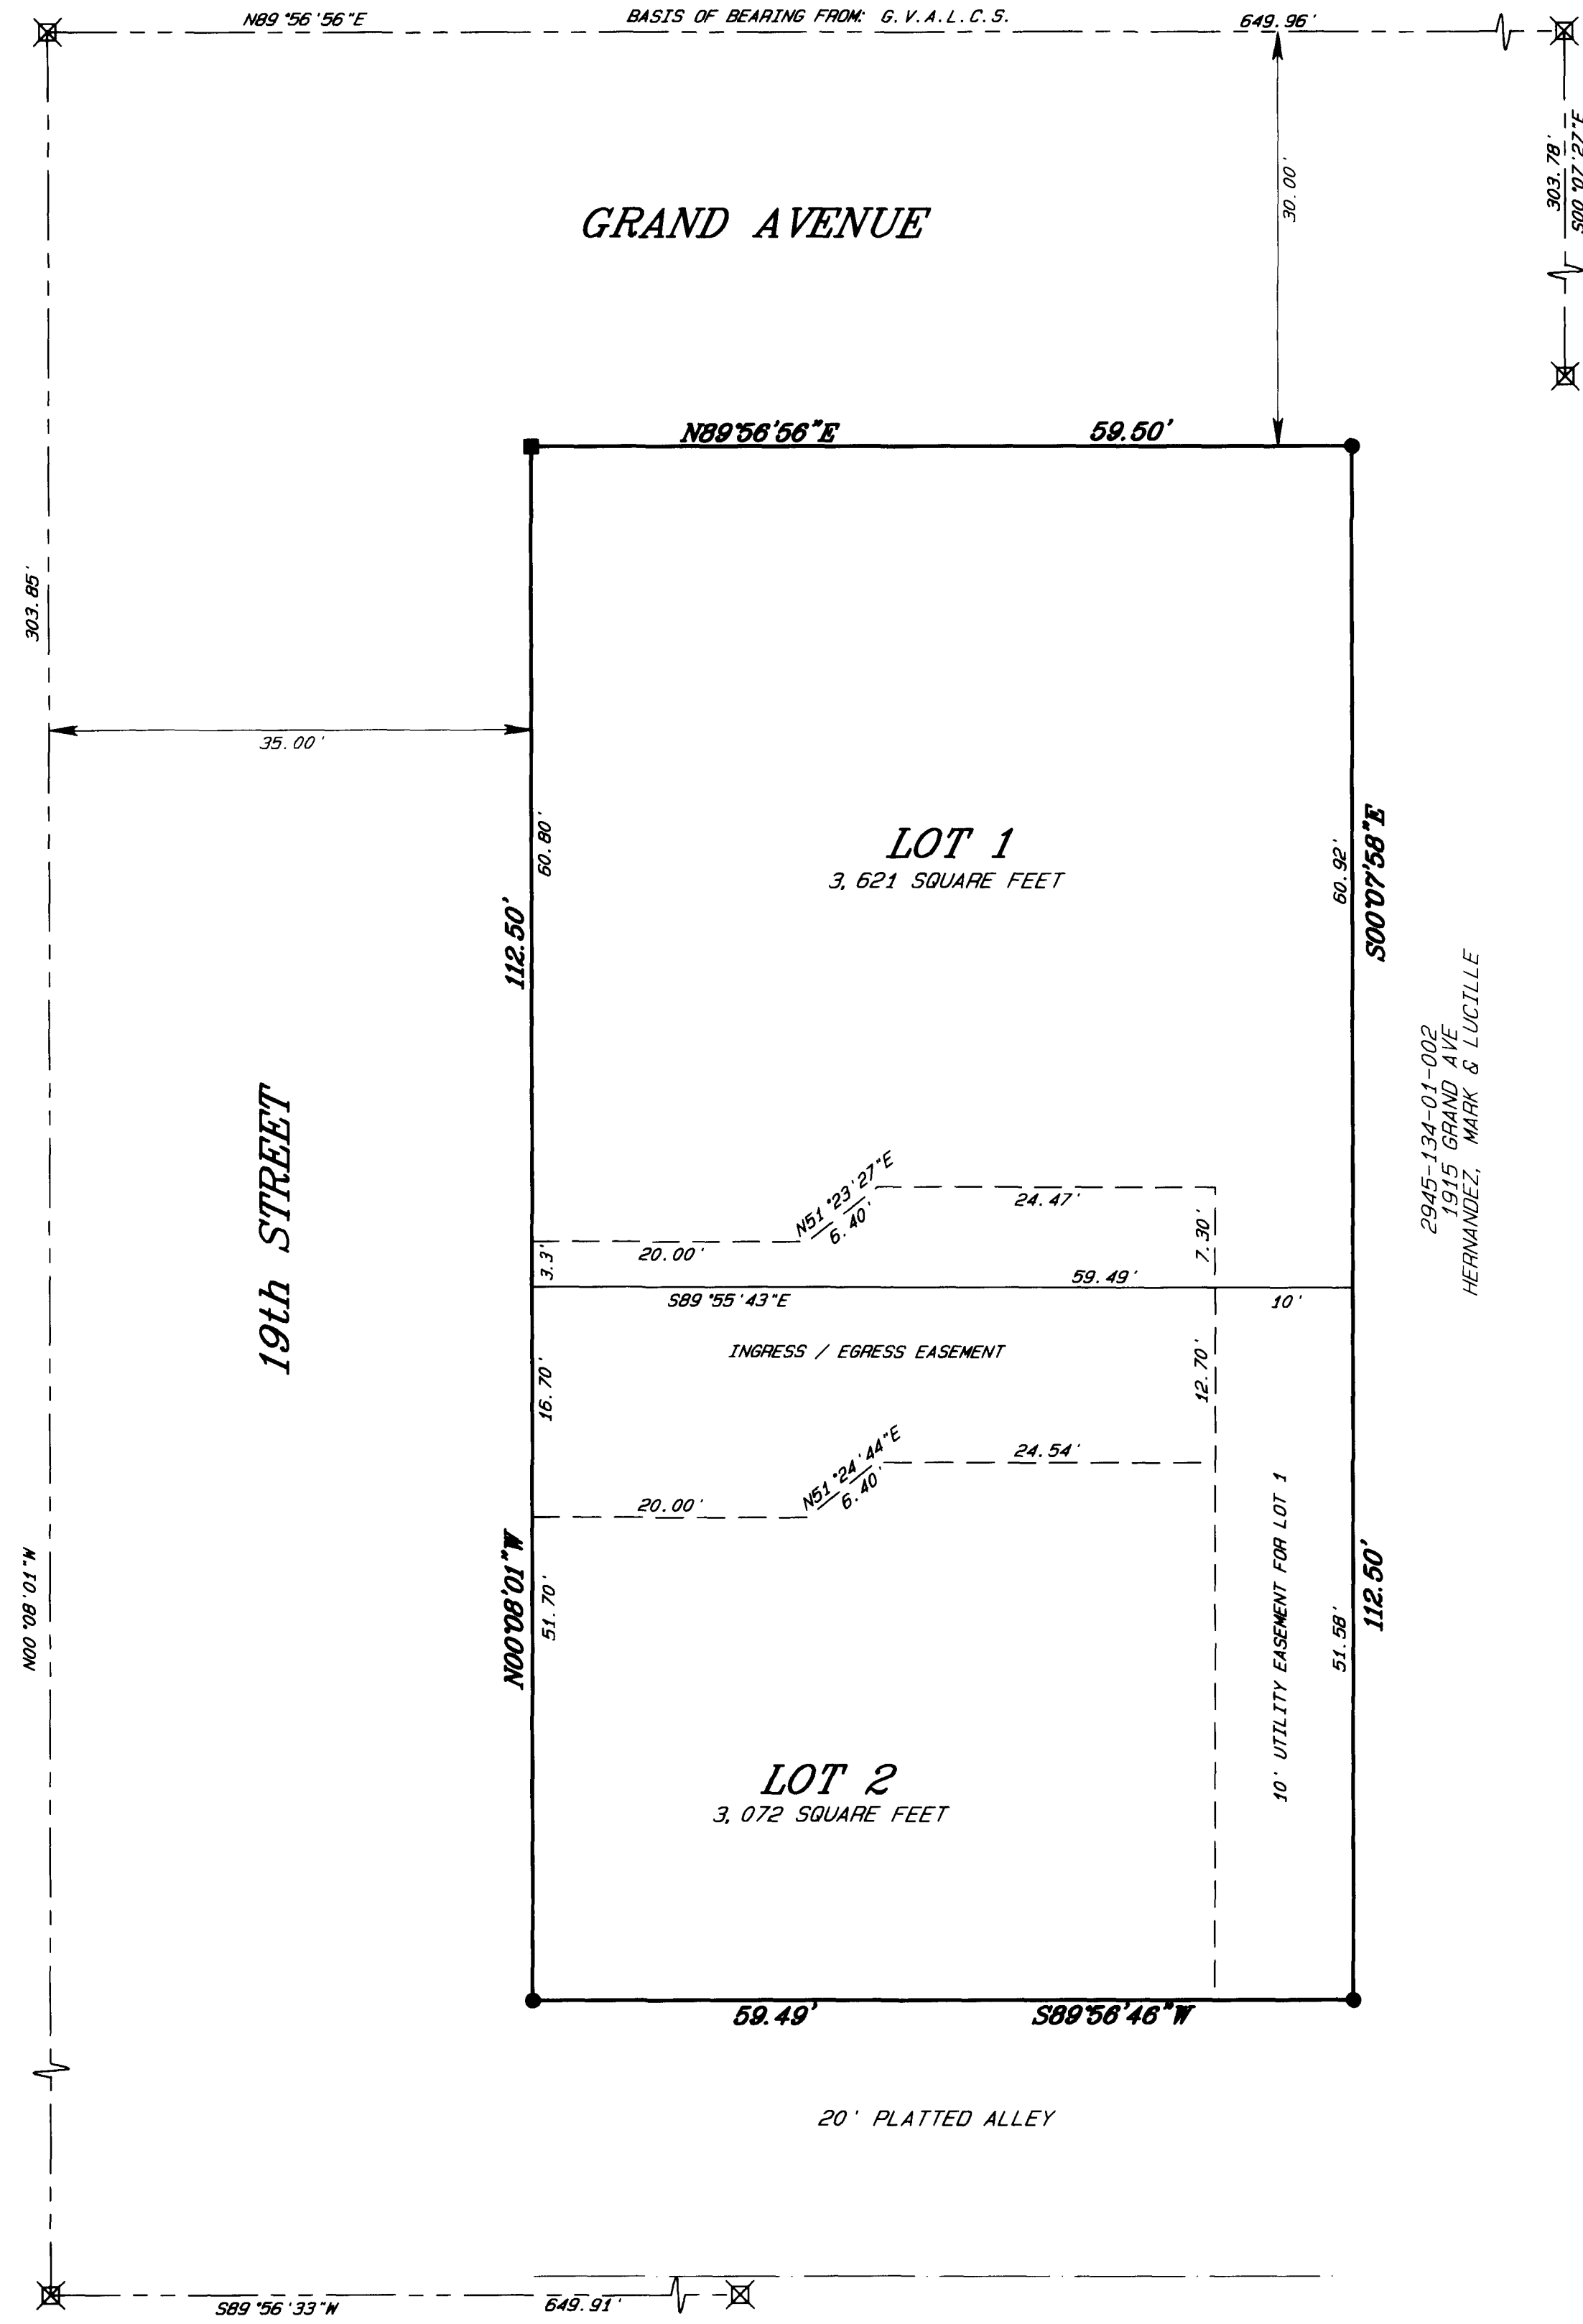 N89°56'56"E
BASIS OF BEARING FROM: G.V.A.L.C.S.
649.96'
303.78'
S00°07'27"E
30.00'
GRAND AVENUE
N89°56'56"E
59.50'
303.85'
35.00'
60.80'
112.50'
LOT 1
3,621 SQUARE FEET
60.92'
S00°07'58"E
2945-134-01-002
1915 GRAND AVE
HERNANDEZ, MARK & LUCILLE
19th STREET
N51°23'27"E
6.40'
24.47'
7.30'
20.00'
3.3'
59.49'
S89°55'43"E
10'
INGRESS / EGRESS EASEMENT
16.70'
12.70'
N51°24'44"E
6.40'
24.54'
20.00'
10' UTILITY EASEMENT FOR LOT 1
N00°08'01"W
N00°08'01"W
51.70'
51.58'
112.50'
LOT 2
3,072 SQUARE FEET
59.49'
S89°56'46"W
20' PLATTED ALLEY
S89°56'33"W
649.91'